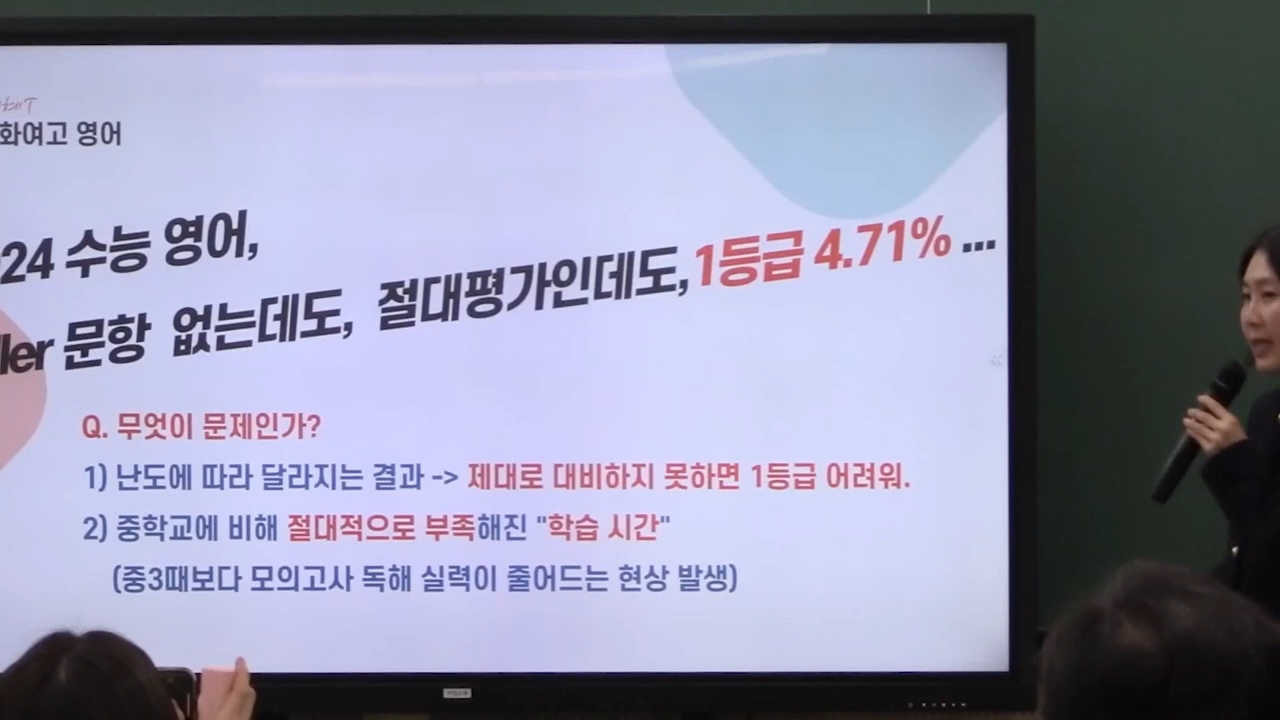 화여고 영어
24 수능 영어,
ler 문항 없는데도, 절대평가인데도, 1등급 4.71% ...
Q. 무엇이 문제인가?
1) 난도에 따라 달라지는 결과 -> 제대로 대비하지 못하면 1등급 어려워.
2) 중학교에 비해 절대적으로 부족해진 "학습 시간"
(중3때보다 모의고사 독해 실력이 줄어드는 현상 발생)